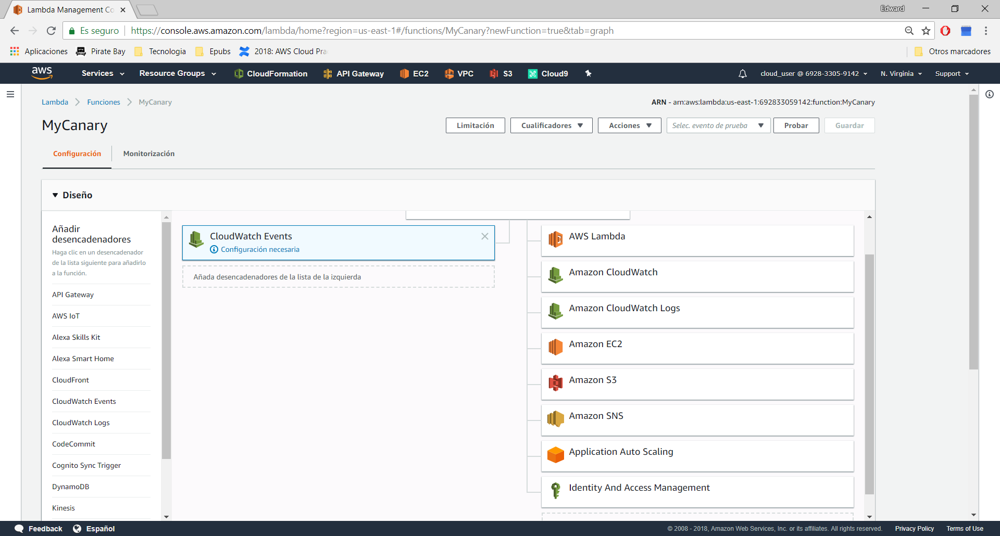 Lambda Management Co
Edward
Es seguro
https://console.aws.amazon.com/lambda/home?region=us-east-1#/functions/MyCanary?newFunction=true&tab=graph
Aplicaciones
Pirate Bay
Tecnologia
Epubs
2018: AWS Cloud Pra
Otros marcadores
aws
Services
Resource Groups
CloudFormation
API Gateway
EC2
VPC
S3
Cloud9
cloud_user @ 6928-3305-9142
N. Virginia
Support
Lambda
Funciones
MyCanary
ARN - arn:aws:lambda:us-east-1:692833059142:function:MyCanary
MyCanary
Limitación
Cualificadores
Acciones
Selec. evento de prueba
Probar
Guardar
Configuración
Monitorización
Diseño
Añadir
desencadenadores
Haga clic en un desencadenador
de la lista siguiente para añadirlo
a la función.
API Gateway
AWS IoT
Alexa Skills Kit
Alexa Smart Home
CloudFront
CloudWatch Events
CloudWatch Logs
CodeCommit
Cognito Sync Trigger
DynamoDB
Kinesis
CloudWatch Events
Configuración necesaria
Añada desencadenadores de la lista de la izquierda
AWS Lambda
Amazon CloudWatch
Amazon CloudWatch Logs
Amazon EC2
Amazon S3
Amazon SNS
Application Auto Scaling
Identity And Access Management
Feedback
Español
© 2008 - 2018, Amazon Web Services, Inc. or its affiliates. All rights reserved.
Privacy Policy
Terms of Use